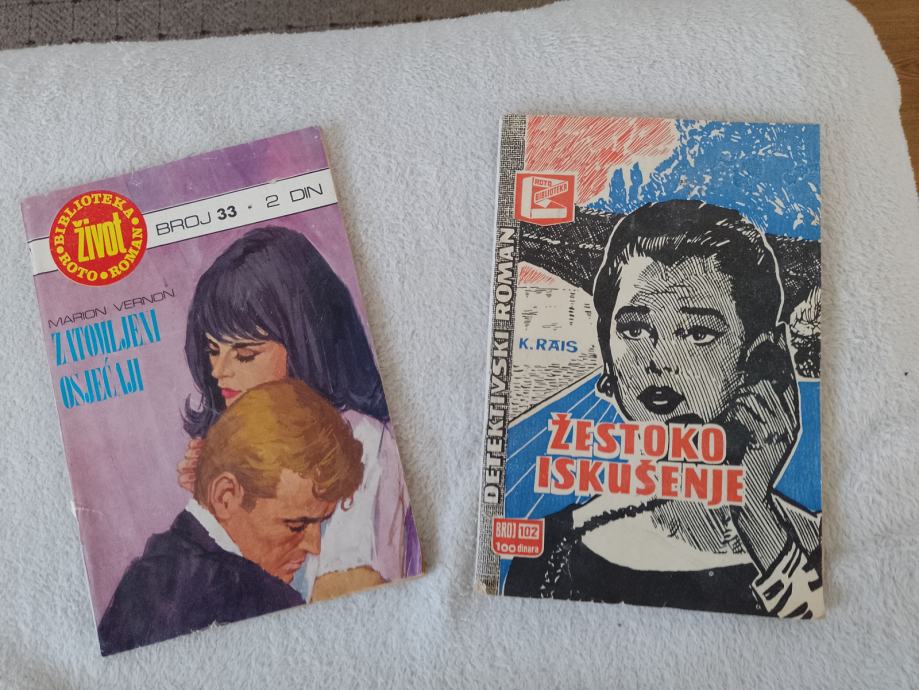 BIBLIOTEKA
život
ROTO • ROMAN
BROJ 33 • 2 DIN
MARION VERNON
ZATOMLJENI
OSJEĆAJI
DETEKTIVSKI ROMAN
ROTO
BIBLIOTEKA
K. RAIS
ŽESTOKO
ISKUŠENJE
BROJ 102
100 dinara